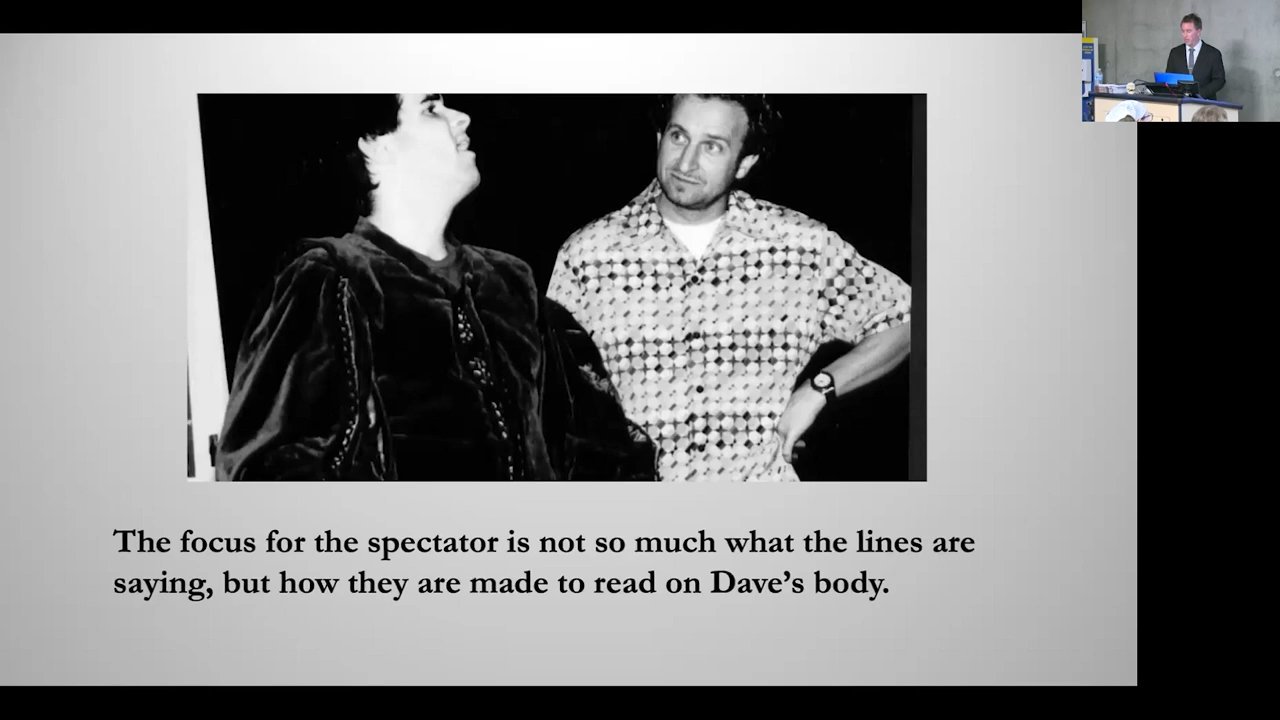 The focus for the spectator is not so much what the lines are
saying, but how they are made to read on Dave’s body.